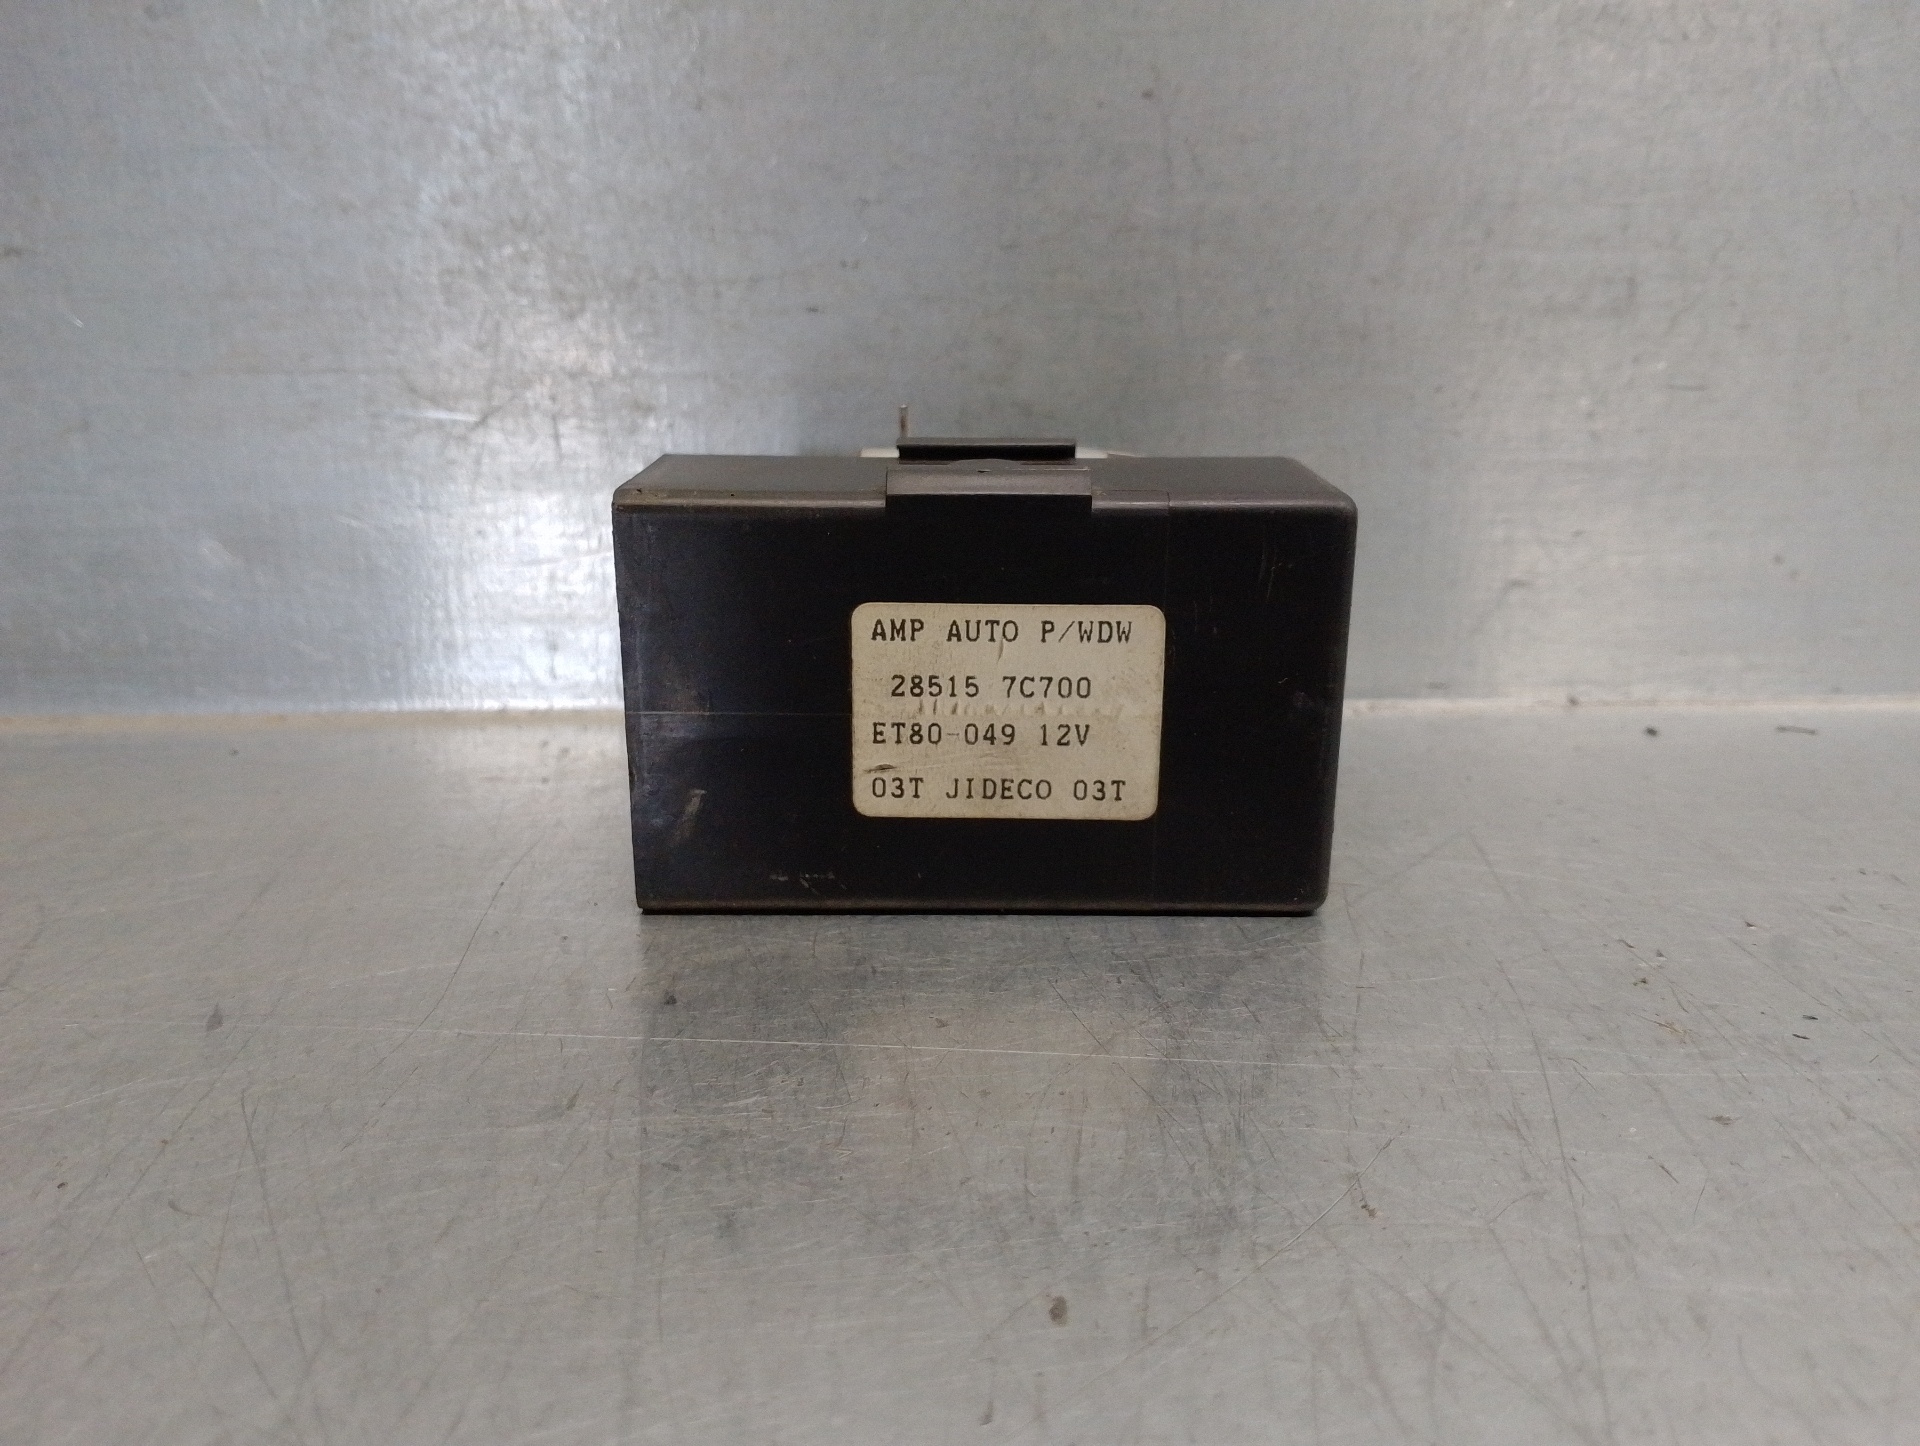 AMP AUTO P/WDW
28515 7C700
ET80-049 12V
03T JIDECO 03T